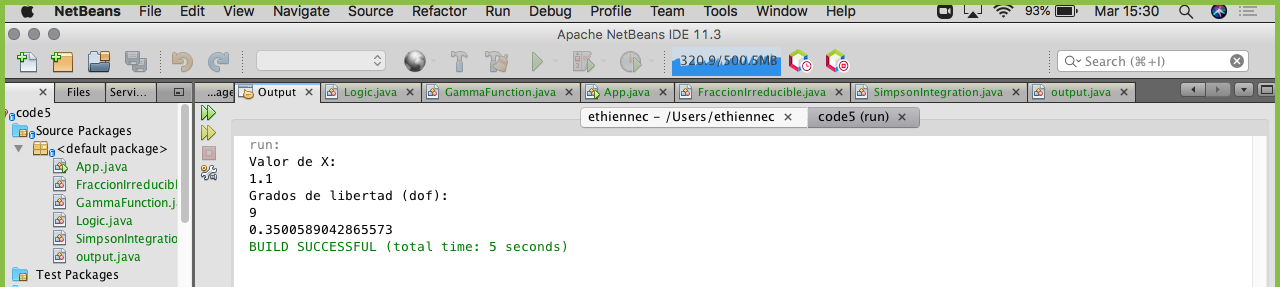 NetBeans File Edit View Navigate Source Refactor Run Debug Profile Team Tools Window Help 93% Mar 15:30
Apache NetBeans IDE 11.3
320.9/500.5MB Search (⌘+I)
Files Servi... ...age Output Logic.java GammaFunction.java App.java FraccionIrreducible.java SimpsonIntegration.java output.java
ethiennec - /Users/ethiennec code5 (run)
code5
Source Packages
<default package>
App.java
FraccionIrreducibl
GammaFunction.j
Logic.java
SimpsonIntegratio
output.java
Test Packages
run:
Valor de X:
1.1
Grados de libertad (dof):
9
0.3500589042865573
BUILD SUCCESSFUL (total time: 5 seconds)